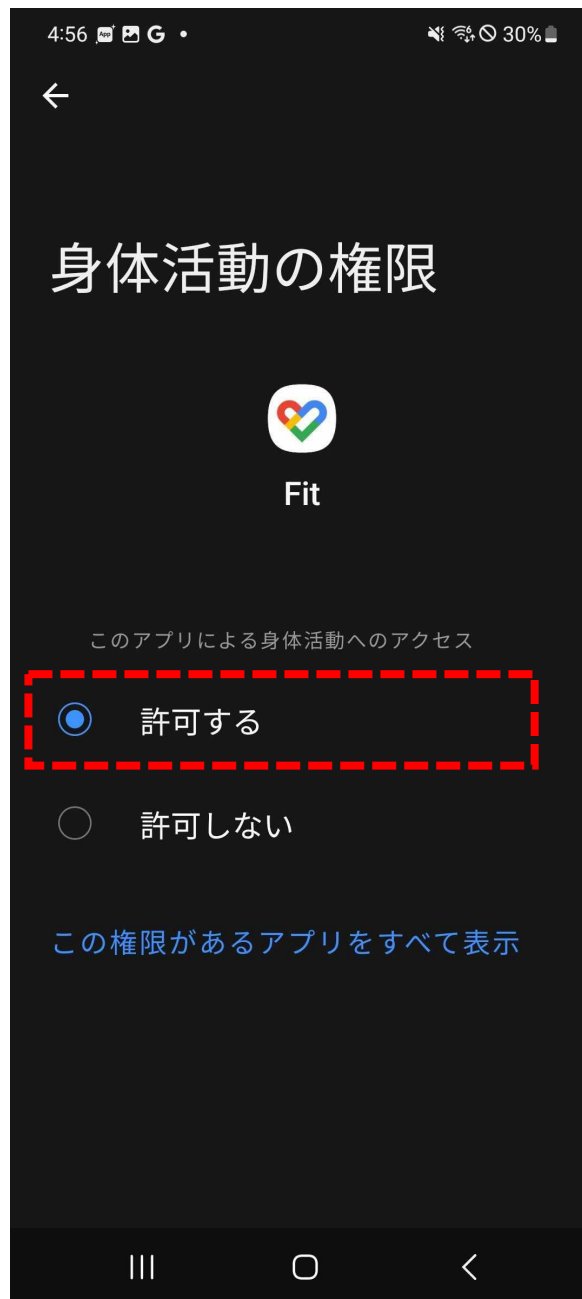 4:56 App G
30%
身体活動の権限
Fit
このアプリによる身体活動へのアクセス
許可する
許可しない
この権限があるアプリをすべて表示